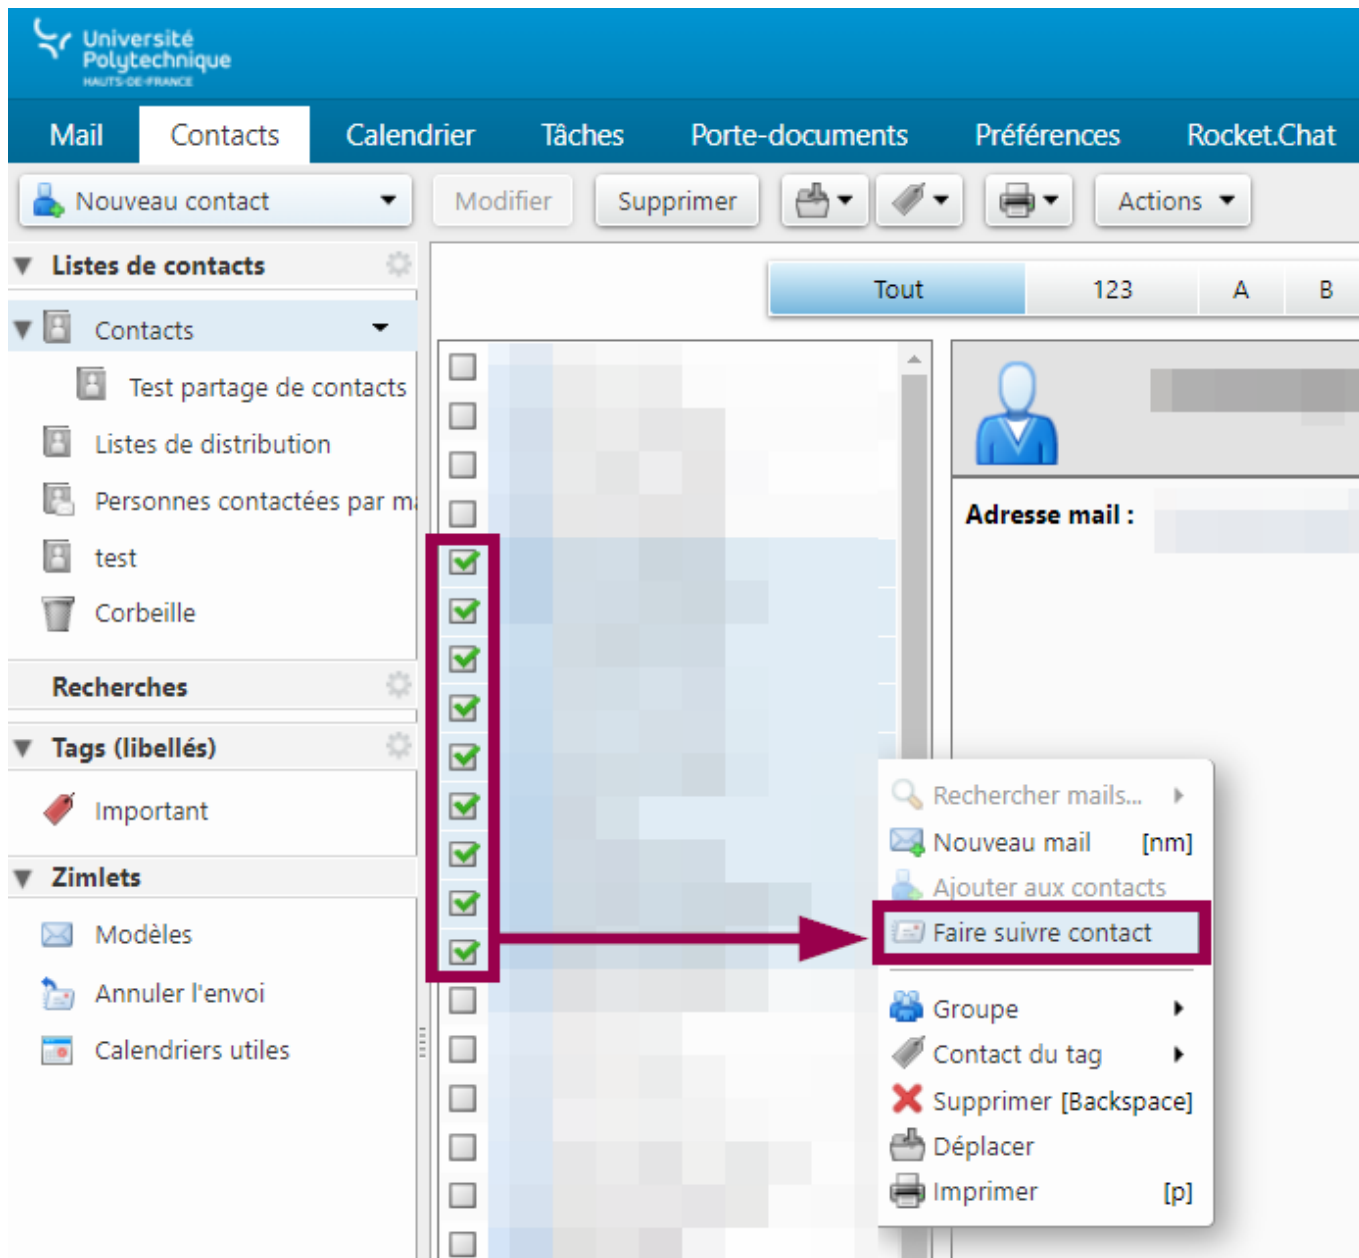 Université
Polytechnique
HAUTS-DE-FRANCE
Mail Contacts Calendrier Tâches Porte-documents Préférences Rocket.Chat
Nouveau contact Modifier Supprimer Actions
Listes de contacts
Tout 123 A B
Contacts
Test partage de contacts
Listes de distribution
Personnes contactées par ma
Adresse mail :
test
Corbeille
Recherches
Tags (libellés)
Important
Zimlets
Modèles
Annuler l'envoi
Calendriers utiles
Rechercher mails...
Nouveau mail [nm]
Ajouter aux contacts
Faire suivre contact
Groupe
Contact du tag
Supprimer [Backspace]
Déplacer
Imprimer [p]